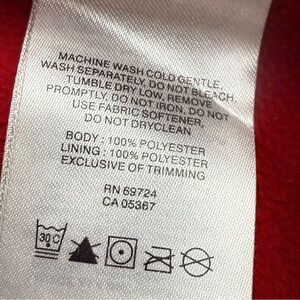 MACHINE WASH COLD GENTLE,
WASH SEPARATELY, DO NOT BLEACH,
TUMBLE DRY LOW, REMOVE
PROMPTLY, DO NOT IRON, DO NOT
USE FABRIC SOFTENER,
DO NOT DRYCLEAN
BODY : 100% POLYESTER
LINING : 100% POLYESTER
EXCLUSIVE OF TRIMMING
RN 69724
CA 05367
30°C